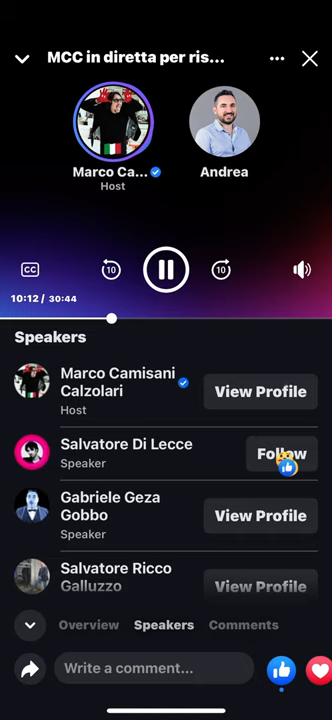 MCC in diretta per ris...
Marco Ca...
Host
Andrea
CC
10
10
10:12 / 30:44
Speakers
Marco Camisani
Calzolari
Host
View Profile
Salvatore Di Lecce
Speaker
Follow
Gabriele Geza
Gobbo
Speaker
View Profile
Salvatore Ricco
Galluzzo
View Profile
Overview
Speakers
Comments
Write a comment...